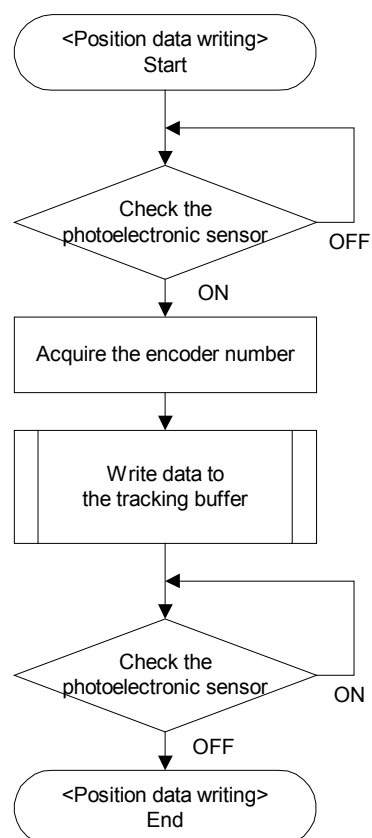 <Position data writing>
Start
Check the
photoelectronic sensor
OFF
ON
Acquire the encoder number
Write data to
the tracking buffer
Check the
photoelectronic sensor
ON
OFF
<Position data writing>
End